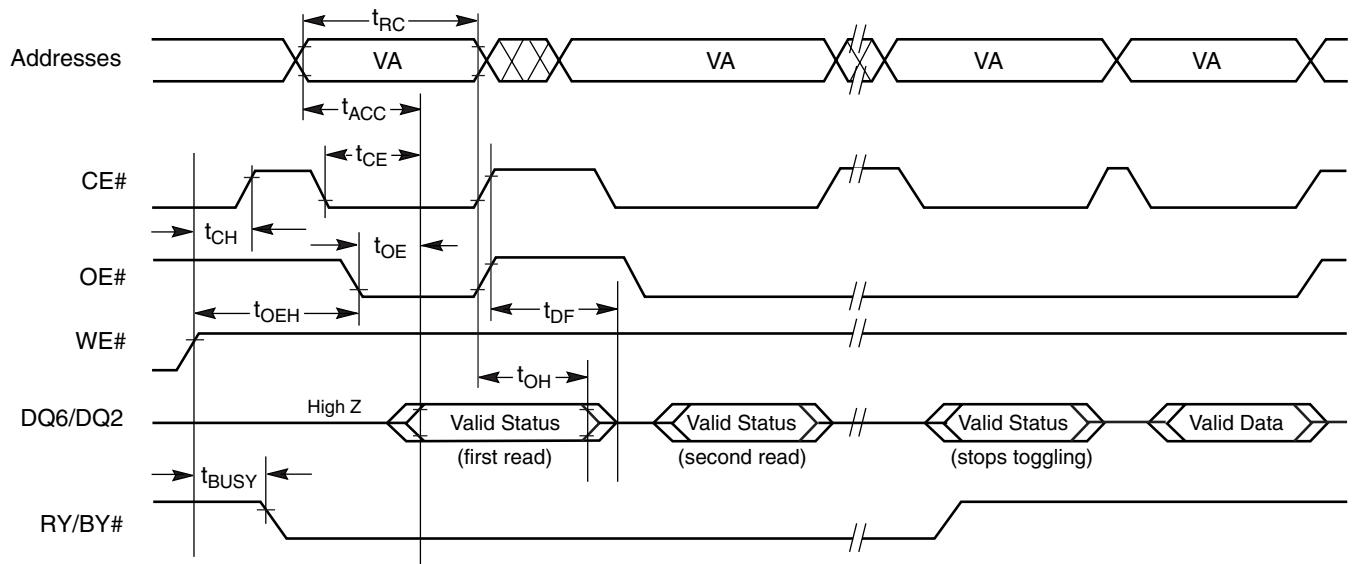 tRC
Addresses VA VA VA VA
tACC
tCE
CE#
tCH tOE
OE#
tOEH tDF
WE#
tOH
High Z
DQ6/DQ2 Valid Status Valid Status Valid Status Valid Data
(first read) (second read) (stops toggling)
tBUSY
RY/BY#